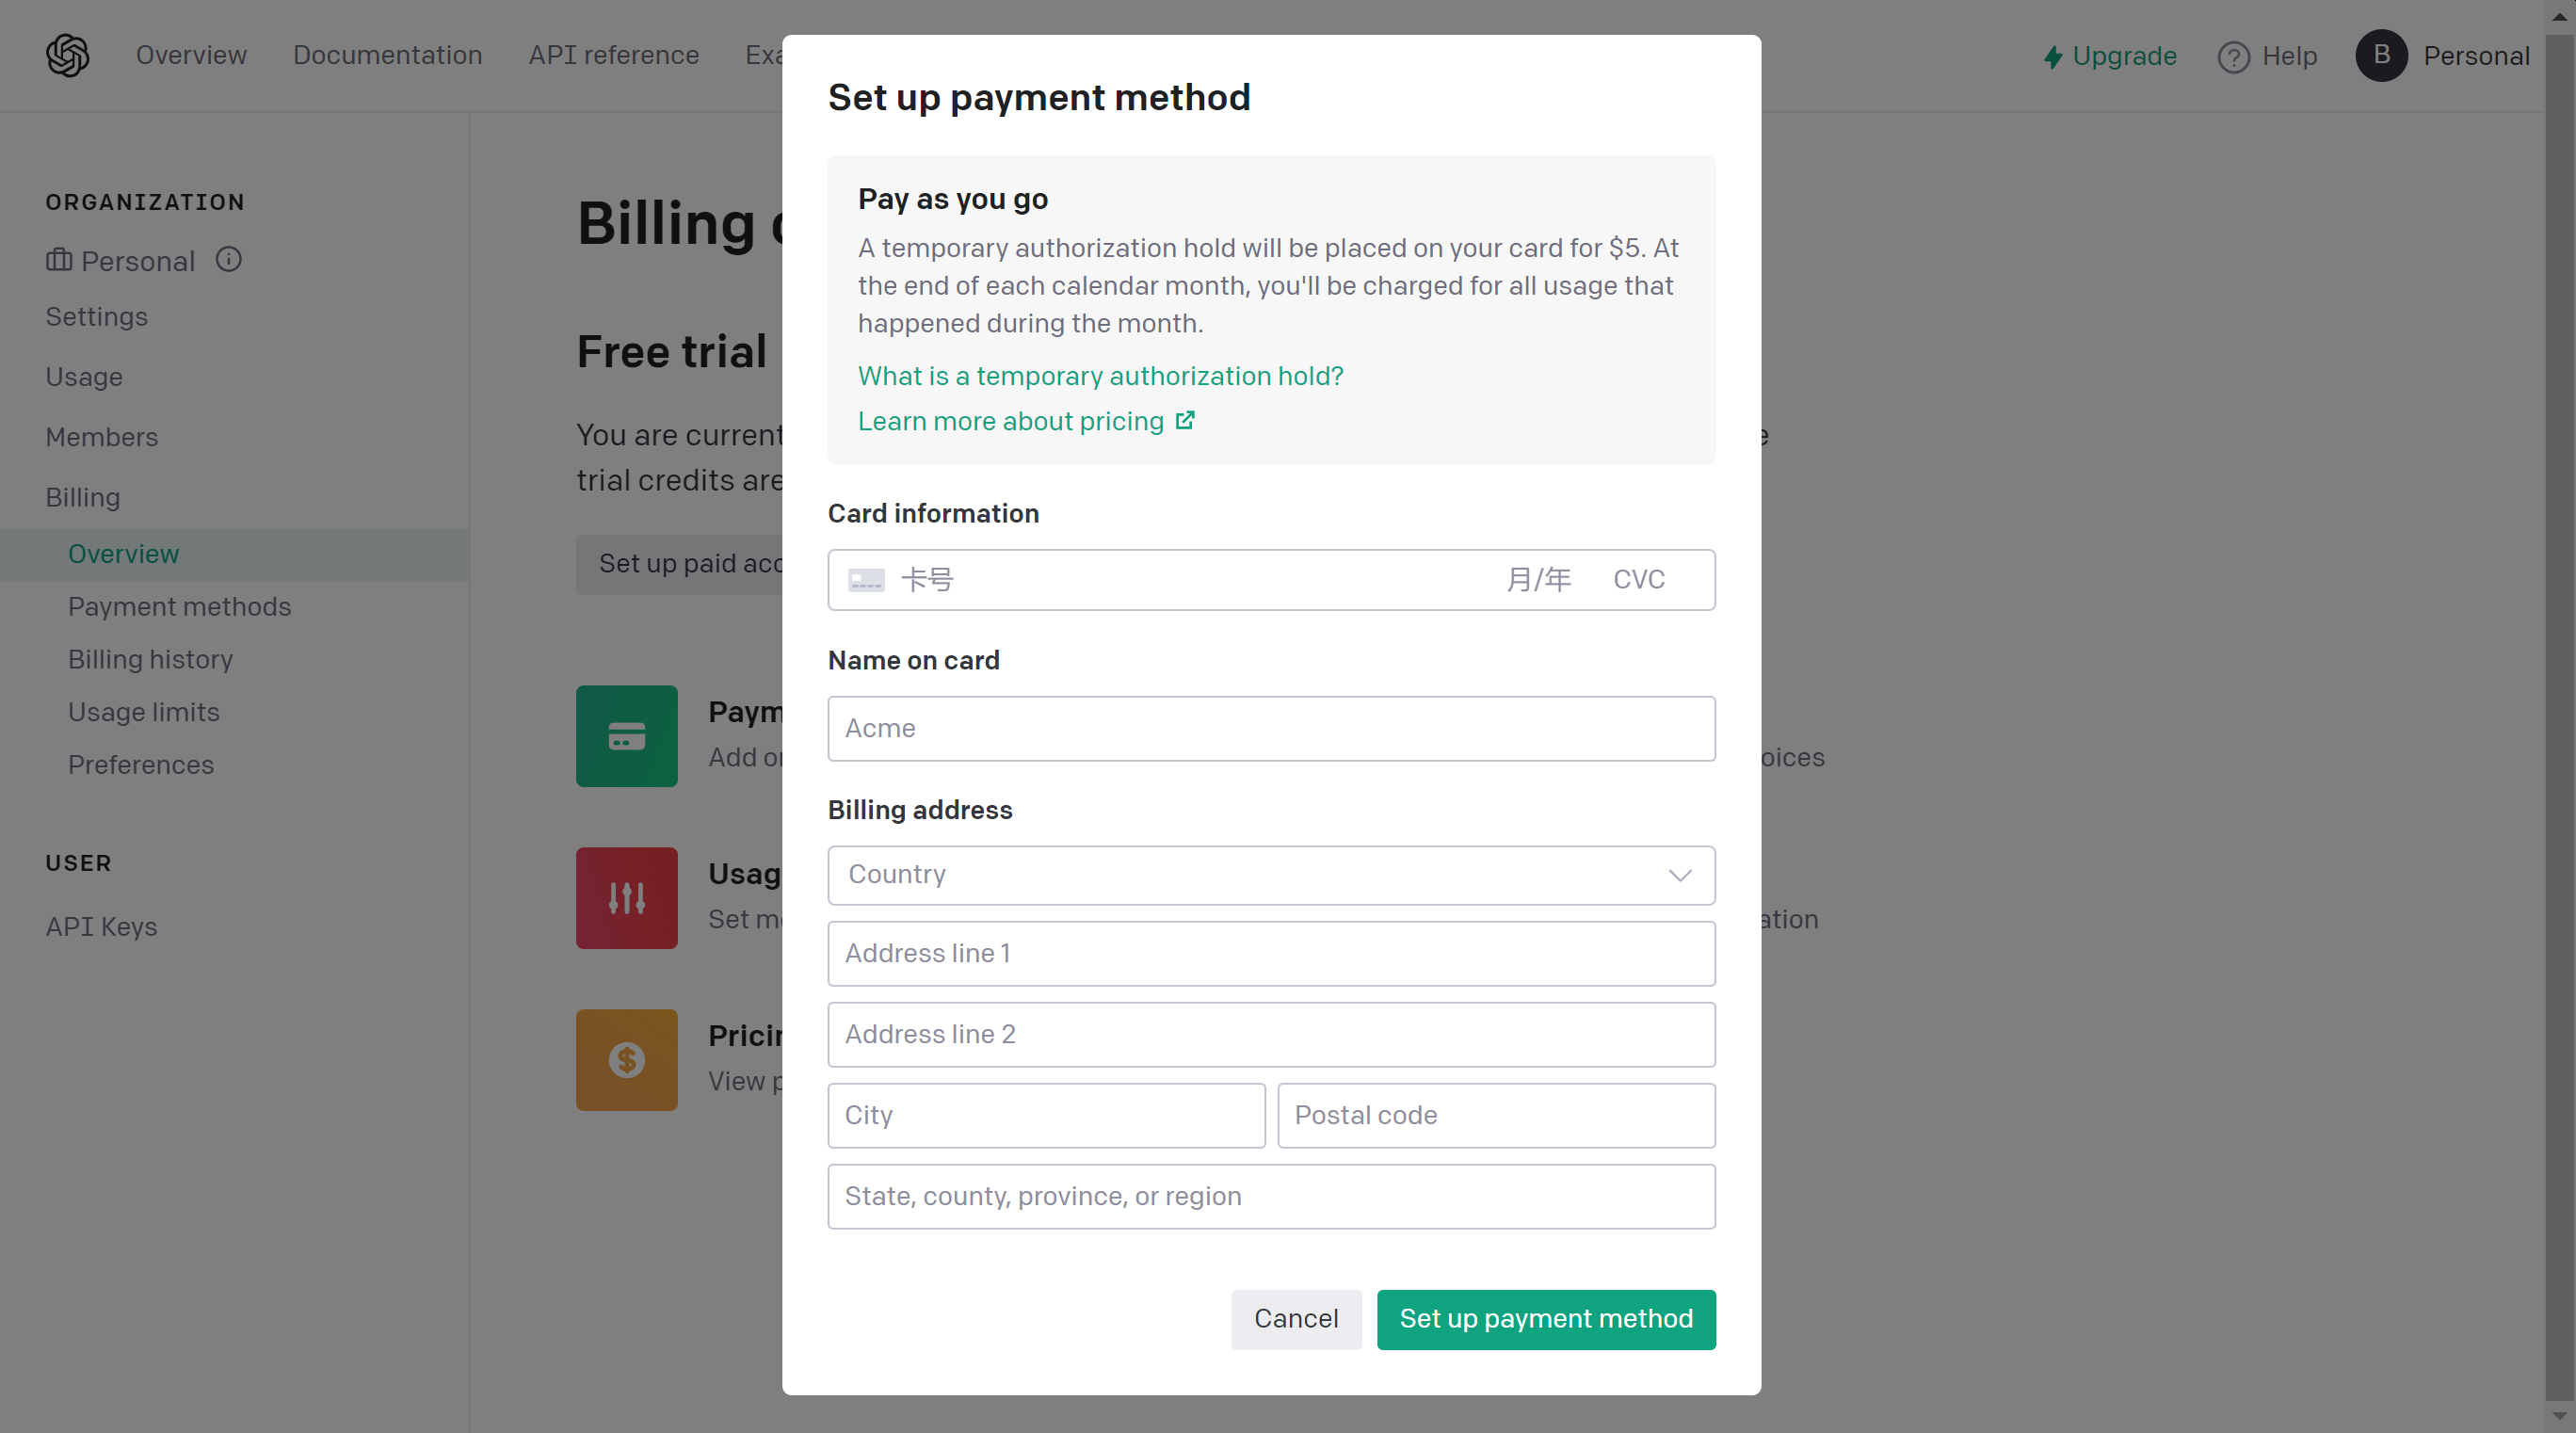 Overview Documentation API reference Exa
Upgrade Help B Personal
ORGANIZATION
Personal
Settings
Usage
Members
Billing
Overview
Payment methods
Billing history
Usage limits
Preferences
USER
API Keys
Billing
Free trial
You are current
trial credits are
Set up paid acc
Paym
Add or
oices
Usag
Set m
ation
Pricin
View p
Set up payment method
Pay as you go
A temporary authorization hold will be placed on your card for $5. At
the end of each calendar month, you'll be charged for all usage that
happened during the month.
What is a temporary authorization hold?
Learn more about pricing
Card information
卡号 月/年 CVC
Name on card
Acme
Billing address
Country
Address line 1
Address line 2
City Postal code
State, county, province, or region
Cancel Set up payment method